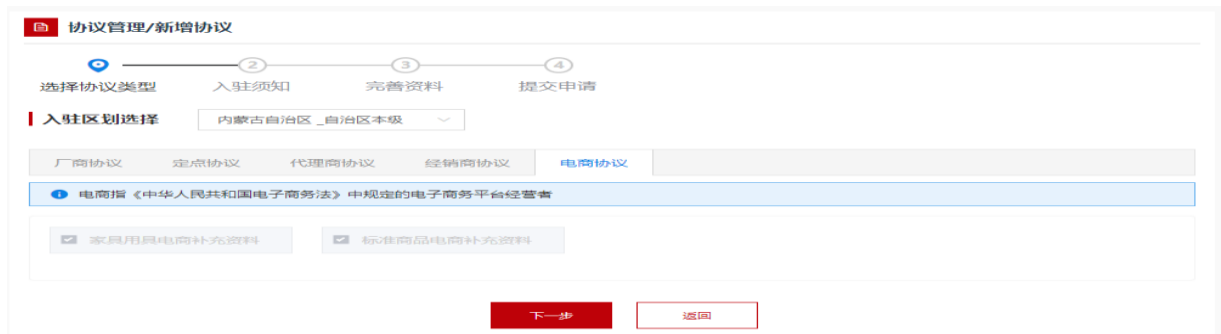 协议管理/新增协议
2 3 4
选择协议类型 入驻须知 完善资料 提交申请
入驻区划选择 内蒙古自治区_自治区本级
厂商协议 定点协议 代理商协议 经销商协议 电商协议
电商指《中华人民共和国电子商务法》中规定的电子商务平台经营者
家具用具电商补充资料 标准商品电商补充资料
下一步 返回